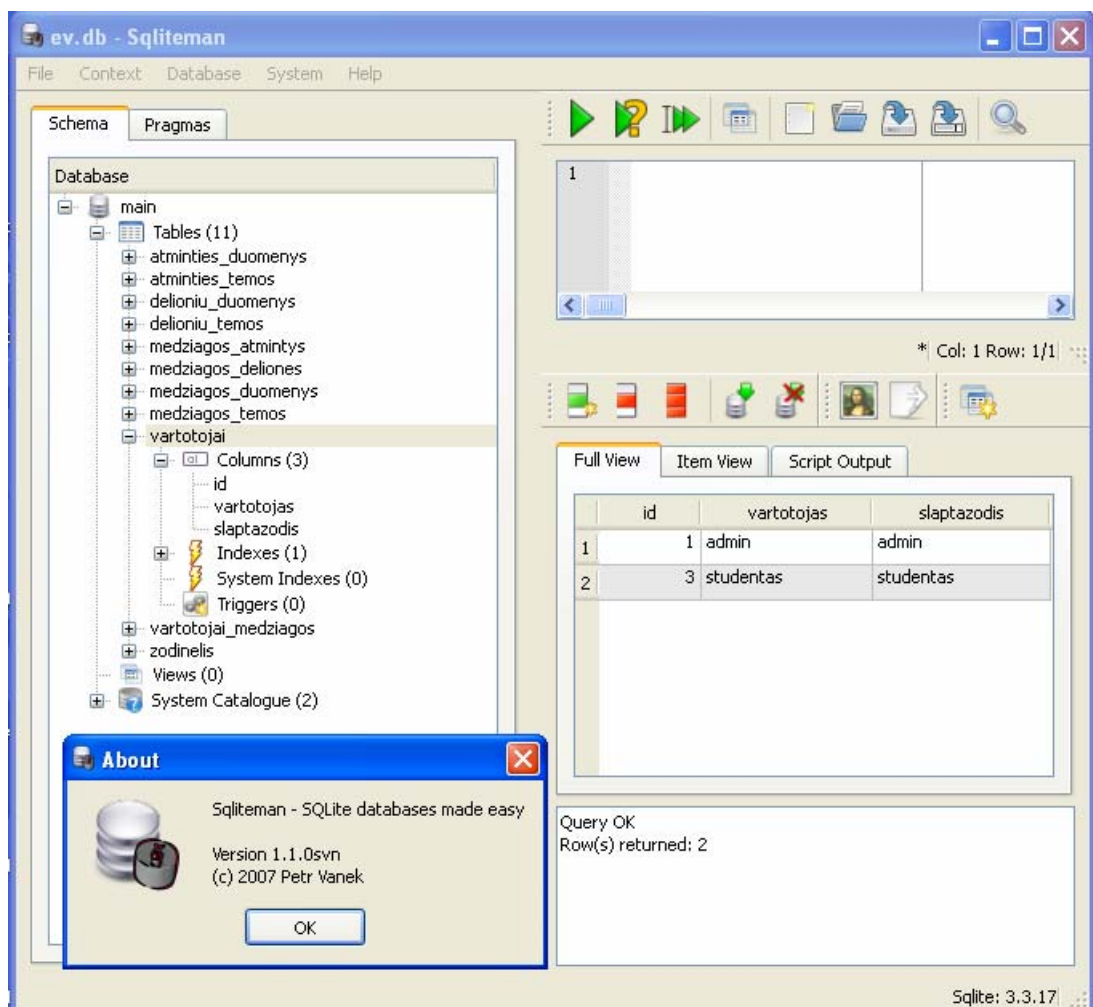 ev.db - Sqliteman
File Context Database System Help
Schema Pragmas
Database
main
Tables (11)
atminties_duomenys
atminties_temos
delioniu_duomenys
delioniu_temos
medziagos_atmintys
medziagos_deliones
medziagos_duomenys
medziagos_temos
vartotojai
Columns (3)
id
vartotojas
slaptazodis
Indexes (1)
System Indexes (0)
Triggers (0)
vartotojai_medziagos
zodinelis
Views (0)
System Catalogue (2)
1
* Col: 1 Row: 1/1
Full View Item View Script Output
id vartotojas slaptazodis
1 1 admin admin
2 3 studentas studentas
About
Sqliteman - SQLite databases made easy
Version 1.1.0svn
(c) 2007 Petr Vanek
OK
Query OK
Row(s) returned: 2
Sqlite: 3.3.17